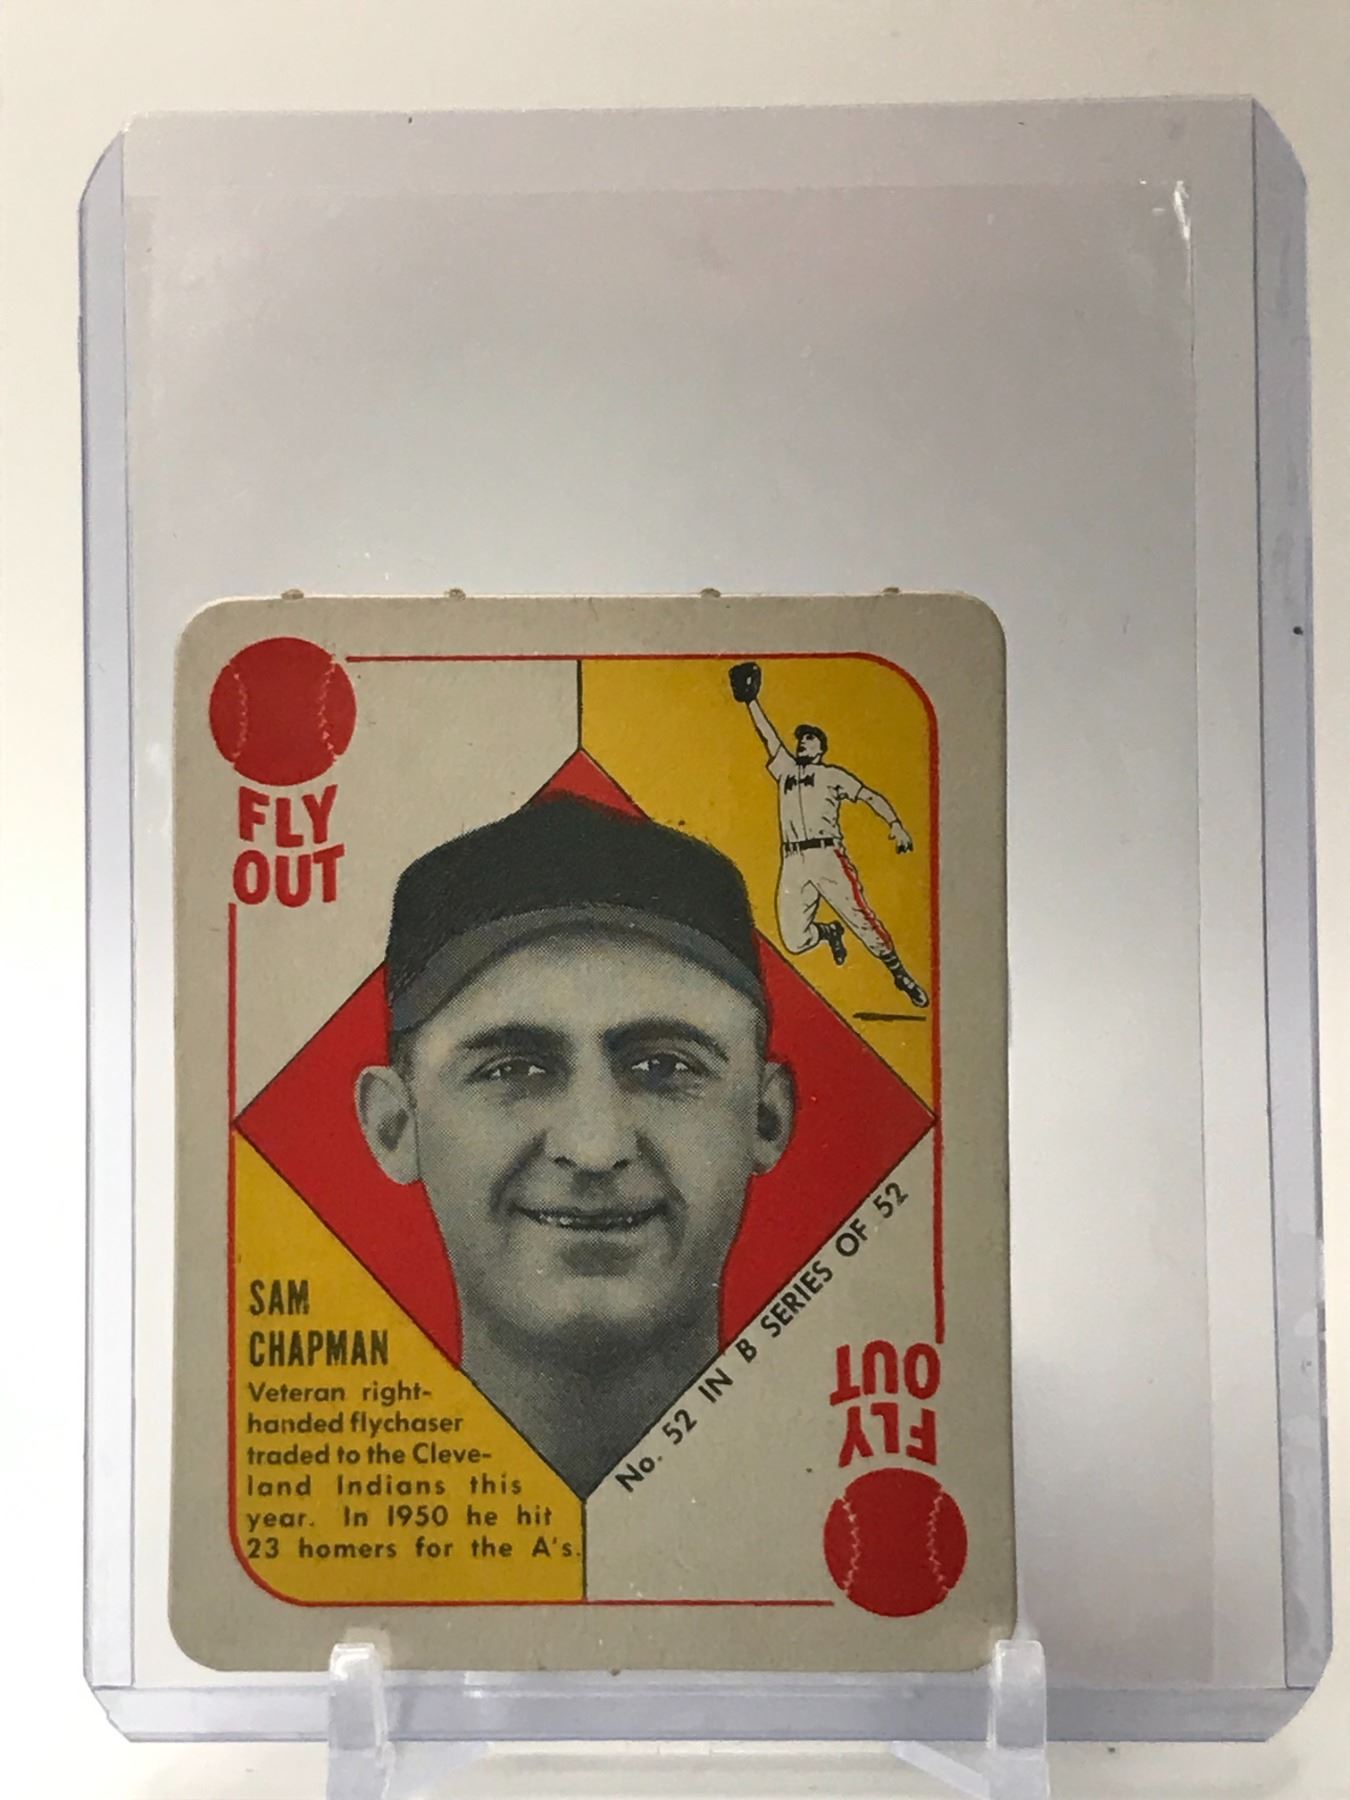 FLY
OUT
SAM
CHAPMAN
Veteran right-
handed flychaser
traded to the Cleve-
land Indians this
year. In 1950 he hit
23 homers for the A's.
No. 52 IN B SERIES OF 52
FLY
OUT